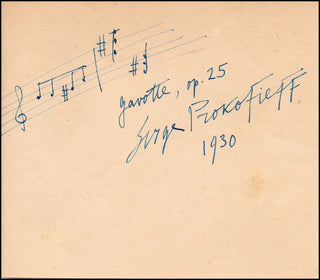 Gavotte, op. 25
Serge Prokofieff
1930